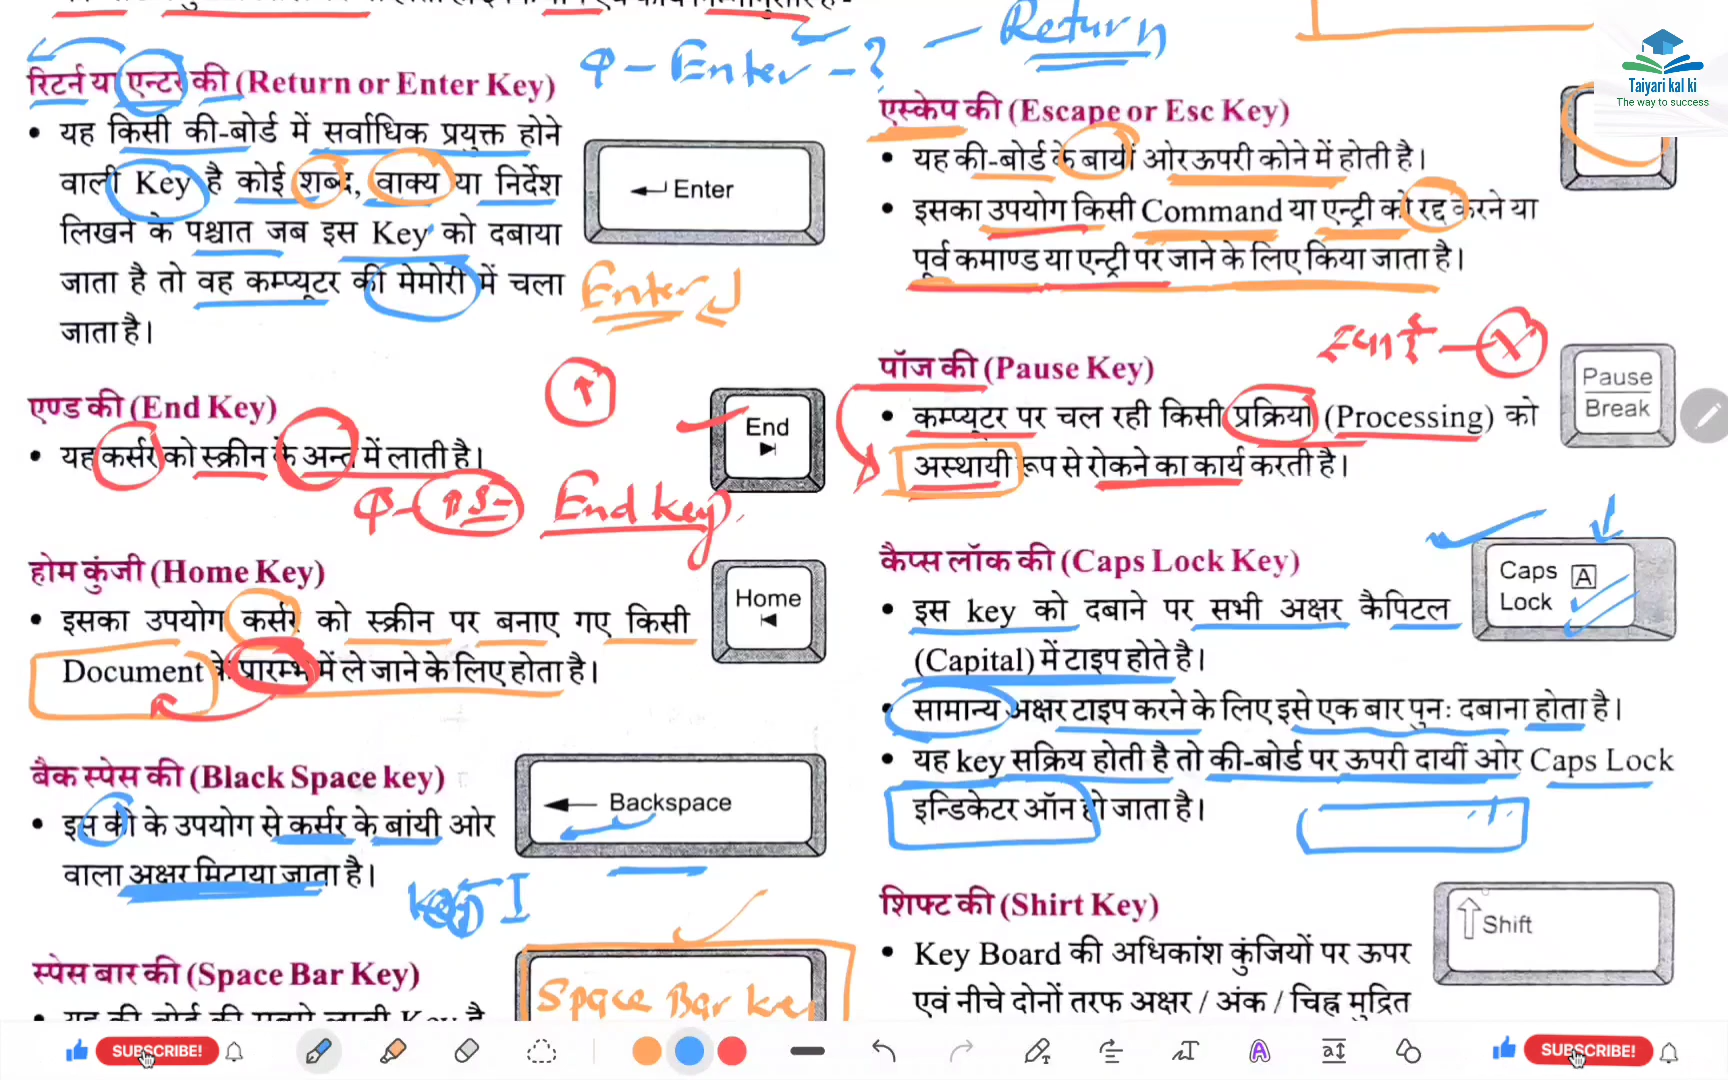 Φ - Enter - ? - Return
Taiyari kal ki
The way to success
रिटर्न या एन्टर की (Return or Enter Key)
• यह किसी की-बोर्ड में सर्वाधिक प्रयुक्त होने
वाली Key है कोई शब्द, वाक्य या निर्देश
लिखने के पश्चात जब इस Key को दबाया
जाता है तो वह कम्प्यूटर की मेमोरी में चला
जाता है।
Enter
Enter
एण्ड की (End Key)
• यह कर्सर को स्क्रीन के अन्त में लाती है।
End
End key
होम कुंजी (Home Key)
• इसका उपयोग कर्सर को स्क्रीन पर बनाए गए किसी
Document के प्रारम्भ में ले जाने के लिए होता है।
Home
बैक स्पेस की (Black Space key)
• इस की के उपयोग से कर्सर के बांयी ओर
वाला अक्षर मिटाया जाता है।
Backspace
स्पेस बार की (Space Bar Key)
Space Bar key
एस्केप की (Escape or Esc Key)
• यह की-बोर्ड के बायीं ओर ऊपरी कोने में होती है।
• इसका उपयोग किसी Command या एन्ट्री को रद्द करने या
पूर्व कमाण्ड या एन्ट्री पर जाने के लिए किया जाता है।
पॉज की (Pause Key)
• कम्प्यूटर पर चल रही किसी प्रक्रिया (Processing) को
अस्थायी रूप से रोकने का कार्य करती है।
Pause
Break
कैप्स लॉक की (Caps Lock Key)
• इस key को दबाने पर सभी अक्षर कैपिटल
(Capital) में टाइप होते है।
• सामान्य अक्षर टाइप करने के लिए इसे एक बार पुनः दबाना होता है।
• यह key सक्रिय होती है तो की-बोर्ड पर ऊपरी दायीं ओर Caps Lock
इन्डिकेटर ऑन हो जाता है।
Caps A
Lock
शिफ्ट की (Shirt Key)
• Key Board की अधिकांश कुंजियों पर ऊपर
एवं नीचे दोनों तरफ अक्षर / अंक / चिह्न मुद्रित
Shift
SUBSCRIBE!
SUBSCRIBE!